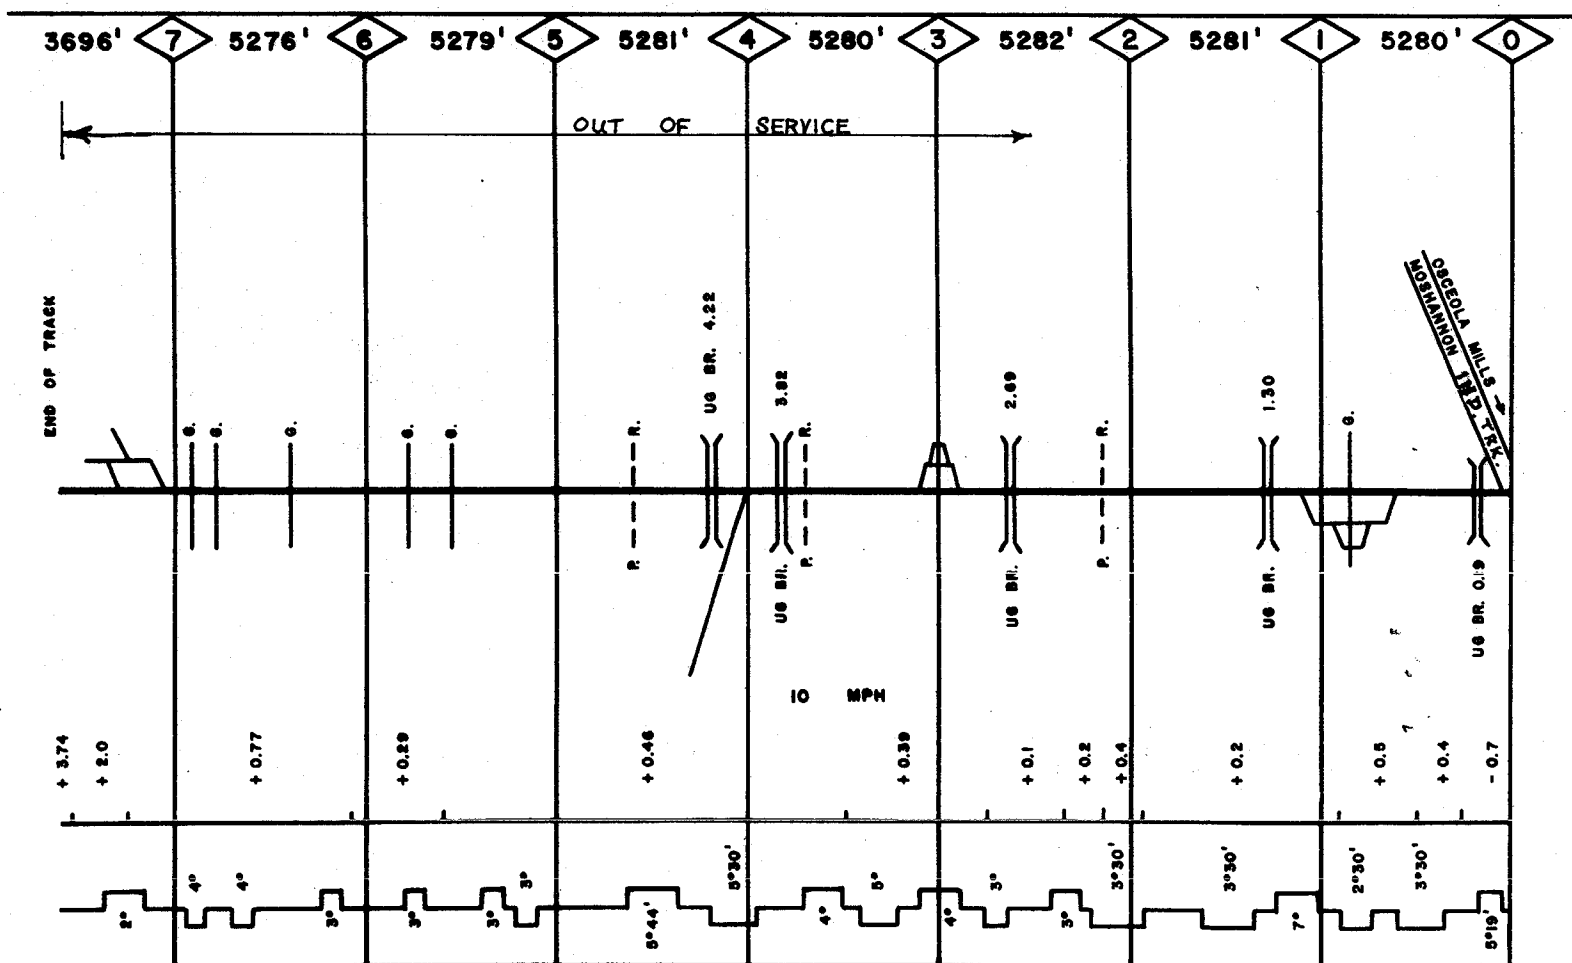 3696' 7 5276' 6 5279' 5 5281' 4 5280' 3 5282' 2 5281' 1 5280' 0
OUT OF SERVICE
END OF TRACK
G.
G.
G.
G.
G.
R.
P.
UG BR. 4.22
3.82
UG BR.
R.
P.
2.69
UG BR.
R.
P.
1.30
UG BR.
G.
OSCEOLA MILLS
MOSHANNON IND. TRK.
UG BR. 0.19
10 MPH
+ 3.74
+ 2.0
+ 0.77
+ 0.29
+ 0.46
+ 0.39
+ 0.1
+ 0.2
+ 0.4
+ 0.2
+ 0.5
+ 0.4
- 0.7
2°
4°
4°
3°
3°
3°
3°
5°44'
5°30'
4°
5°
4°
3°
3°
3°30'
3°30'
7°
2°30'
3°30'
5°19'